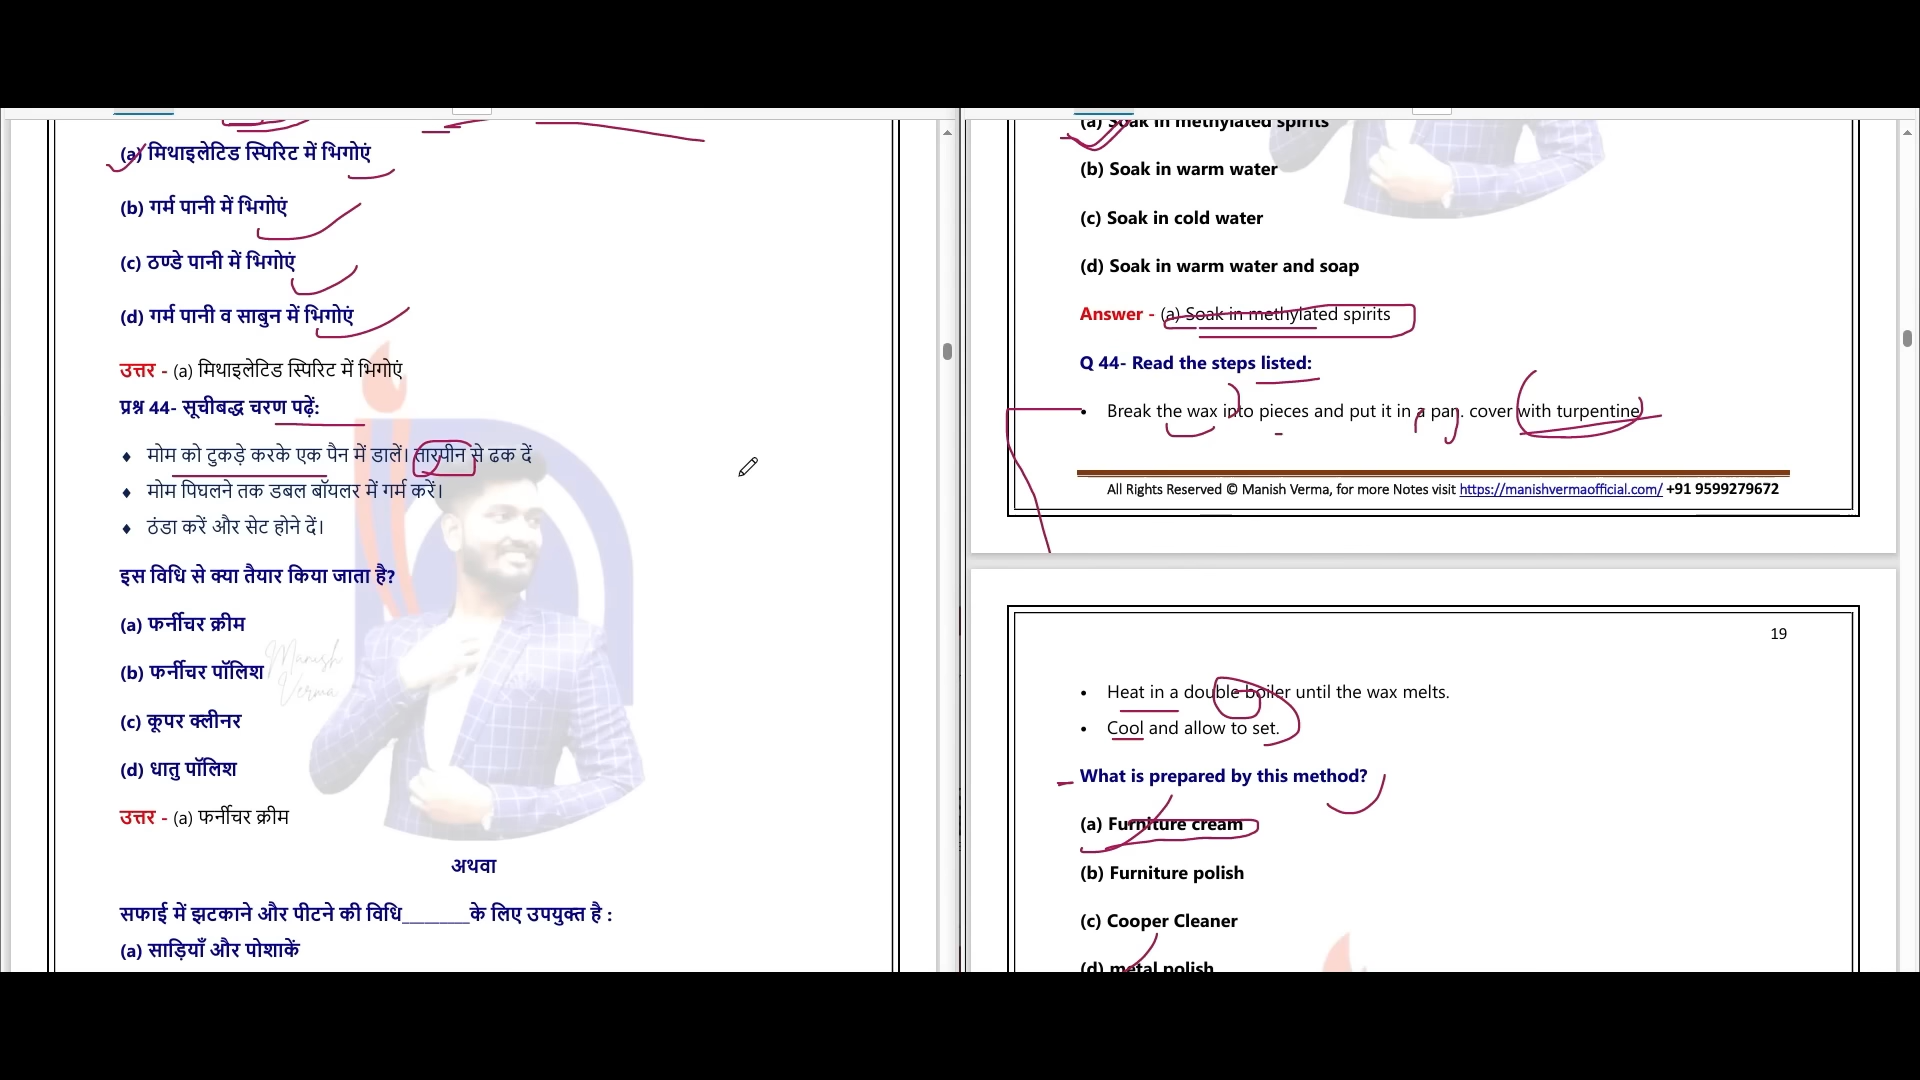 (a) मिथाइलेटिड स्पिरिट में भिगोएं
(b) गर्म पानी में भिगोएं
(c) ठण्डे पानी में भिगोएं
(d) गर्म पानी व साबुन में भिगोएं
उत्तर - (a) मिथाइलेटिड स्पिरिट में भिगोएं
प्रश्न 44- सूचीबद्ध चरण पढ़ें:
♦ मोम को टुकड़े करके एक पैन में डालें। तारपीन से ढक दें
♦ मोम पिघलने तक डबल बॉयलर में गर्म करें।
♦ ठंडा करें और सेट होने दें।
इस विधि से क्या तैयार किया जाता है?
(a) फर्नीचर क्रीम
(b) फर्नीचर पॉलिश
(c) कूपर क्लीनर
(d) धातु पॉलिश
उत्तर - (a) फर्नीचर क्रीम
अथवा
सफाई में झटकाने और पीटने की विधि_______के लिए उपयुक्त है :
(a) साड़ियाँ और पोशाकें
Manish
Verma
(a) Soak in methylated spirits
(b) Soak in warm water
(c) Soak in cold water
(d) Soak in warm water and soap
Answer - (a) Soak in methylated spirits
Q 44- Read the steps listed:
• Break the wax into pieces and put it in a pan. cover with turpentine
All Rights Reserved © Manish Verma, for more Notes visit https://manishvermaofficial.com/ +91 9599279672
19
• Heat in a double boiler until the wax melts.
• Cool and allow to set.
What is prepared by this method?
(a) Furniture cream
(b) Furniture polish
(c) Cooper Cleaner
(d) metal polish